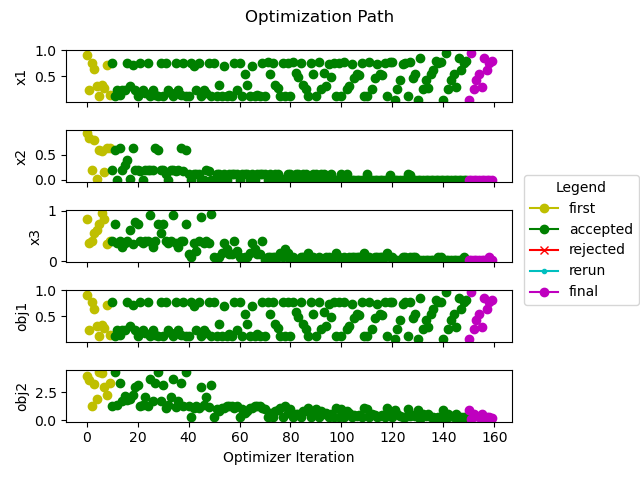 Optimization Path
x1
1.0
0.5
x2
0.5
0.0
x3
1
0
obj1
1.0
0.5
obj2
2.5
0.0
0 20 40 60 80 100 120 140 160
Optimizer Iteration
Legend
first
accepted
rejected
rerun
final